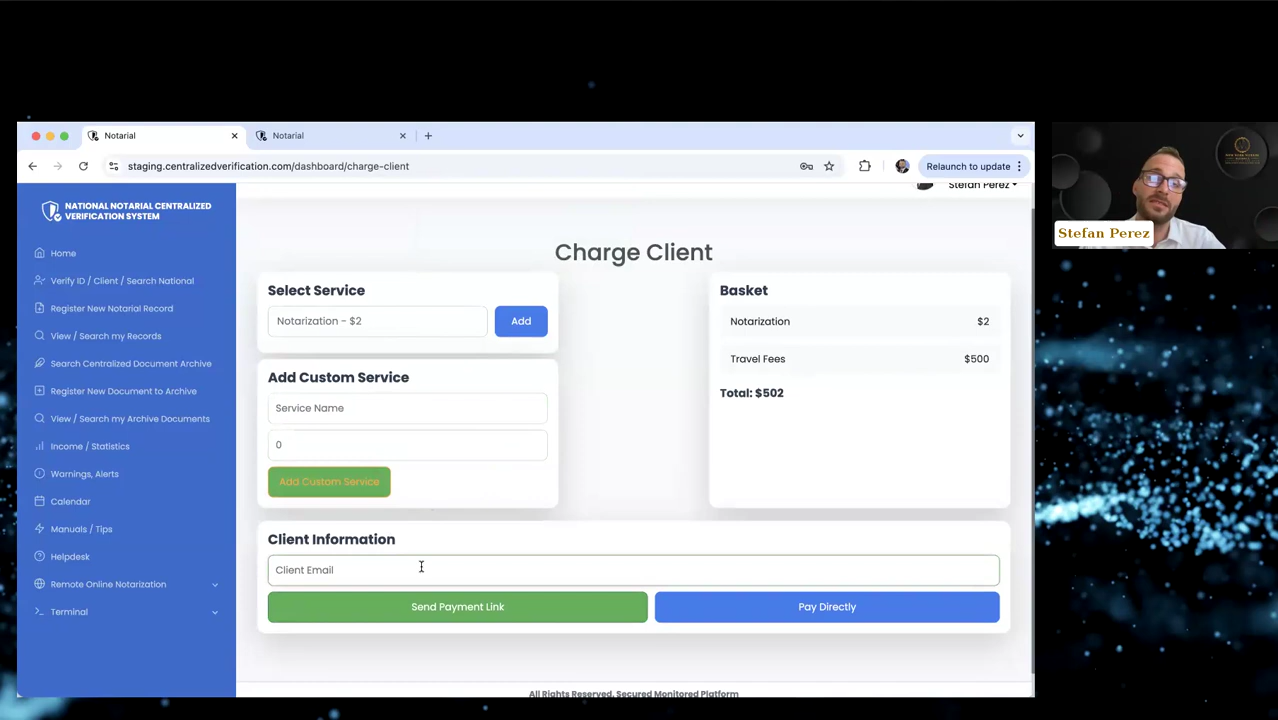 Notarial
Notarial
staging.centralizedverification.com/dashboard/charge-client
Relaunch to update
NATIONAL NOTARIAL CENTRALIZED
VERIFICATION SYSTEM
Stefan Perez
Home
Verify ID / Client / Search National
Register New Notarial Record
View / Search my Records
Search Centralized Document Archive
Register New Document to Archive
View / Search my Archive Documents
Income / Statistics
Warnings, Alerts
Calendar
Manuals / Tips
Helpdesk
Remote Online Notarization
Terminal
Charge Client
Select Service
Notarization - $2
Add
Add Custom Service
Service Name
0
Add Custom Service
Basket
Notarization $2
Travel Fees $500
Total: $502
Client Information
Client Email
Send Payment Link
Pay Directly
All Rights Reserved. Secured Monitored Platform
Stefan Perez